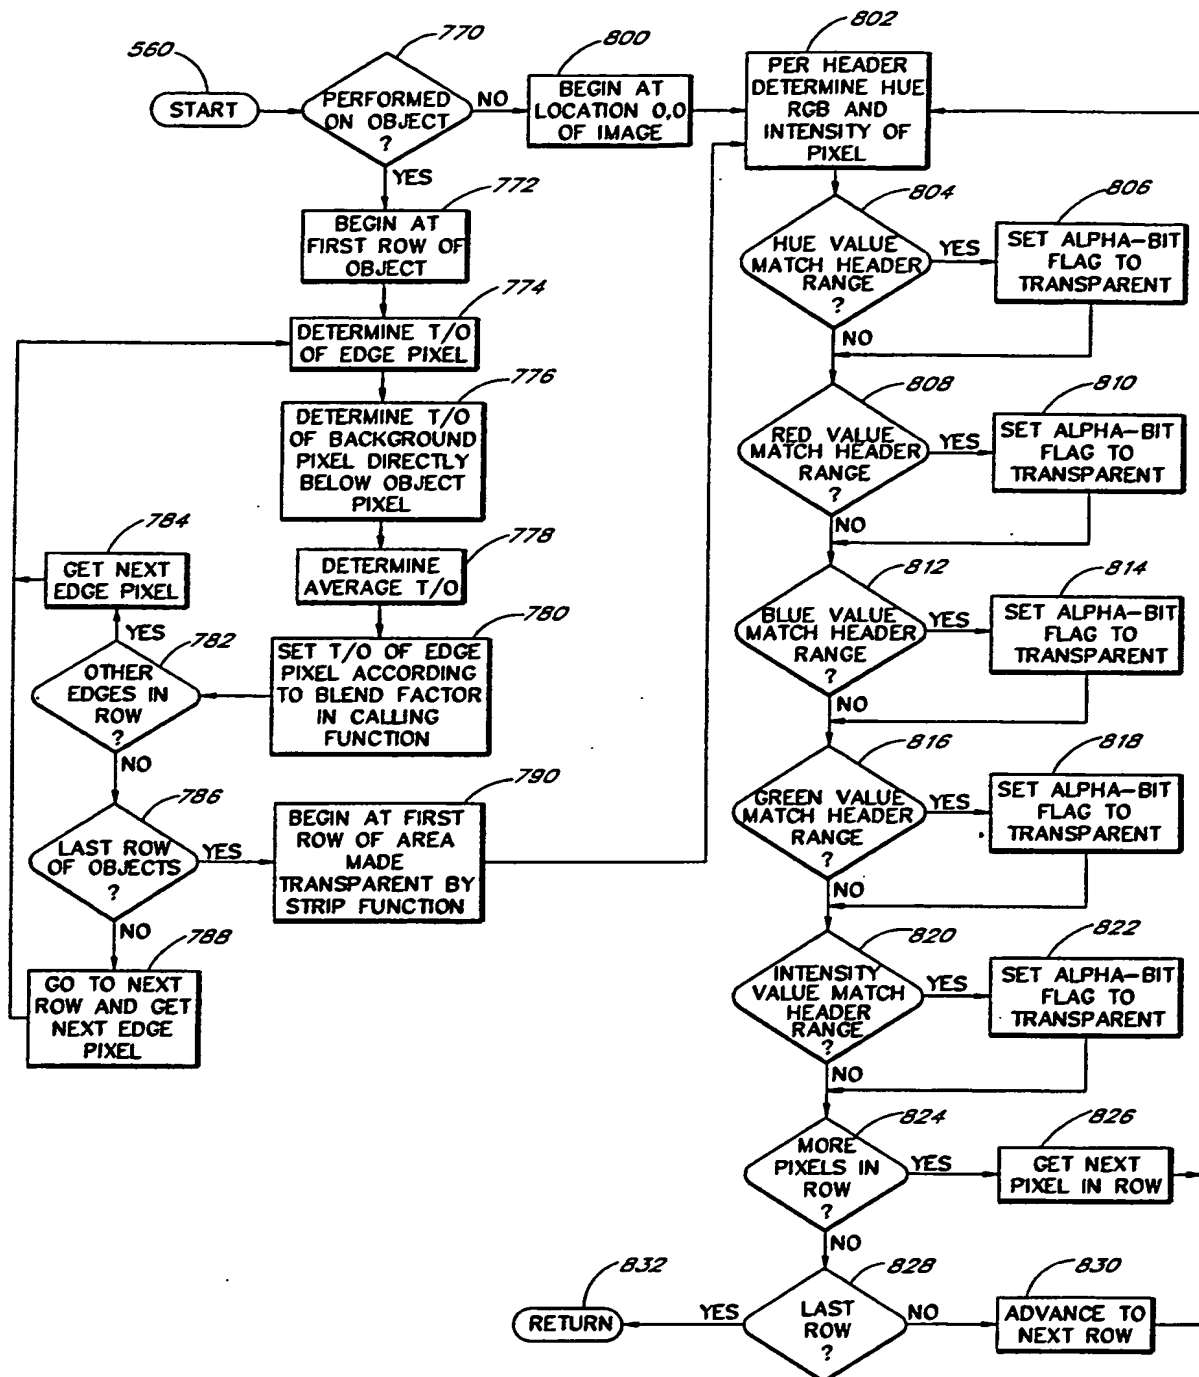 560
START
770
PERFORMED
ON OBJECT
?
NO
YES
800
BEGIN AT
LOCATION 0,0
OF IMAGE
802
PER HEADER
DETERMINE HUE
RGB AND
INTENSITY OF
PIXEL
772
BEGIN AT
FIRST ROW OF
OBJECT
774
DETERMINE T/O
OF EDGE PIXEL
776
DETERMINE T/O
OF BACKGROUND
PIXEL DIRECTLY
BELOW OBJECT
PIXEL
778
DETERMINE
AVERAGE T/O
780
SET T/O OF EDGE
PIXEL ACCORDING
TO BLEND FACTOR
IN CALLING
FUNCTION
784
GET NEXT
EDGE PIXEL
YES
782
OTHER
EDGES IN
ROW
?
NO
786
LAST ROW
OF OBJECTS
?
YES
NO
788
GO TO NEXT
ROW AND GET
NEXT EDGE
PIXEL
790
BEGIN AT FIRST
ROW OF AREA
MADE
TRANSPARENT BY
STRIP FUNCTION
804
HUE VALUE
MATCH HEADER
RANGE
?
YES
NO
806
SET ALPHA-BIT
FLAG TO
TRANSPARENT
808
RED VALUE
MATCH HEADER
RANGE
?
YES
NO
810
SET ALPHA-BIT
FLAG TO
TRANSPARENT
812
BLUE VALUE
MATCH HEADER
RANGE
?
YES
NO
814
SET ALPHA-BIT
FLAG TO
TRANSPARENT
816
GREEN VALUE
MATCH HEADER
RANGE
?
YES
NO
818
SET ALPHA-BIT
FLAG TO
TRANSPARENT
820
INTENSITY
VALUE MATCH
HEADER
RANGE
?
YES
NO
822
SET ALPHA-BIT
FLAG TO
TRANSPARENT
824
MORE
PIXELS IN
ROW
?
YES
NO
826
GET NEXT
PIXEL IN ROW
828
LAST
ROW
?
YES
NO
830
ADVANCE TO
NEXT ROW
832
RETURN